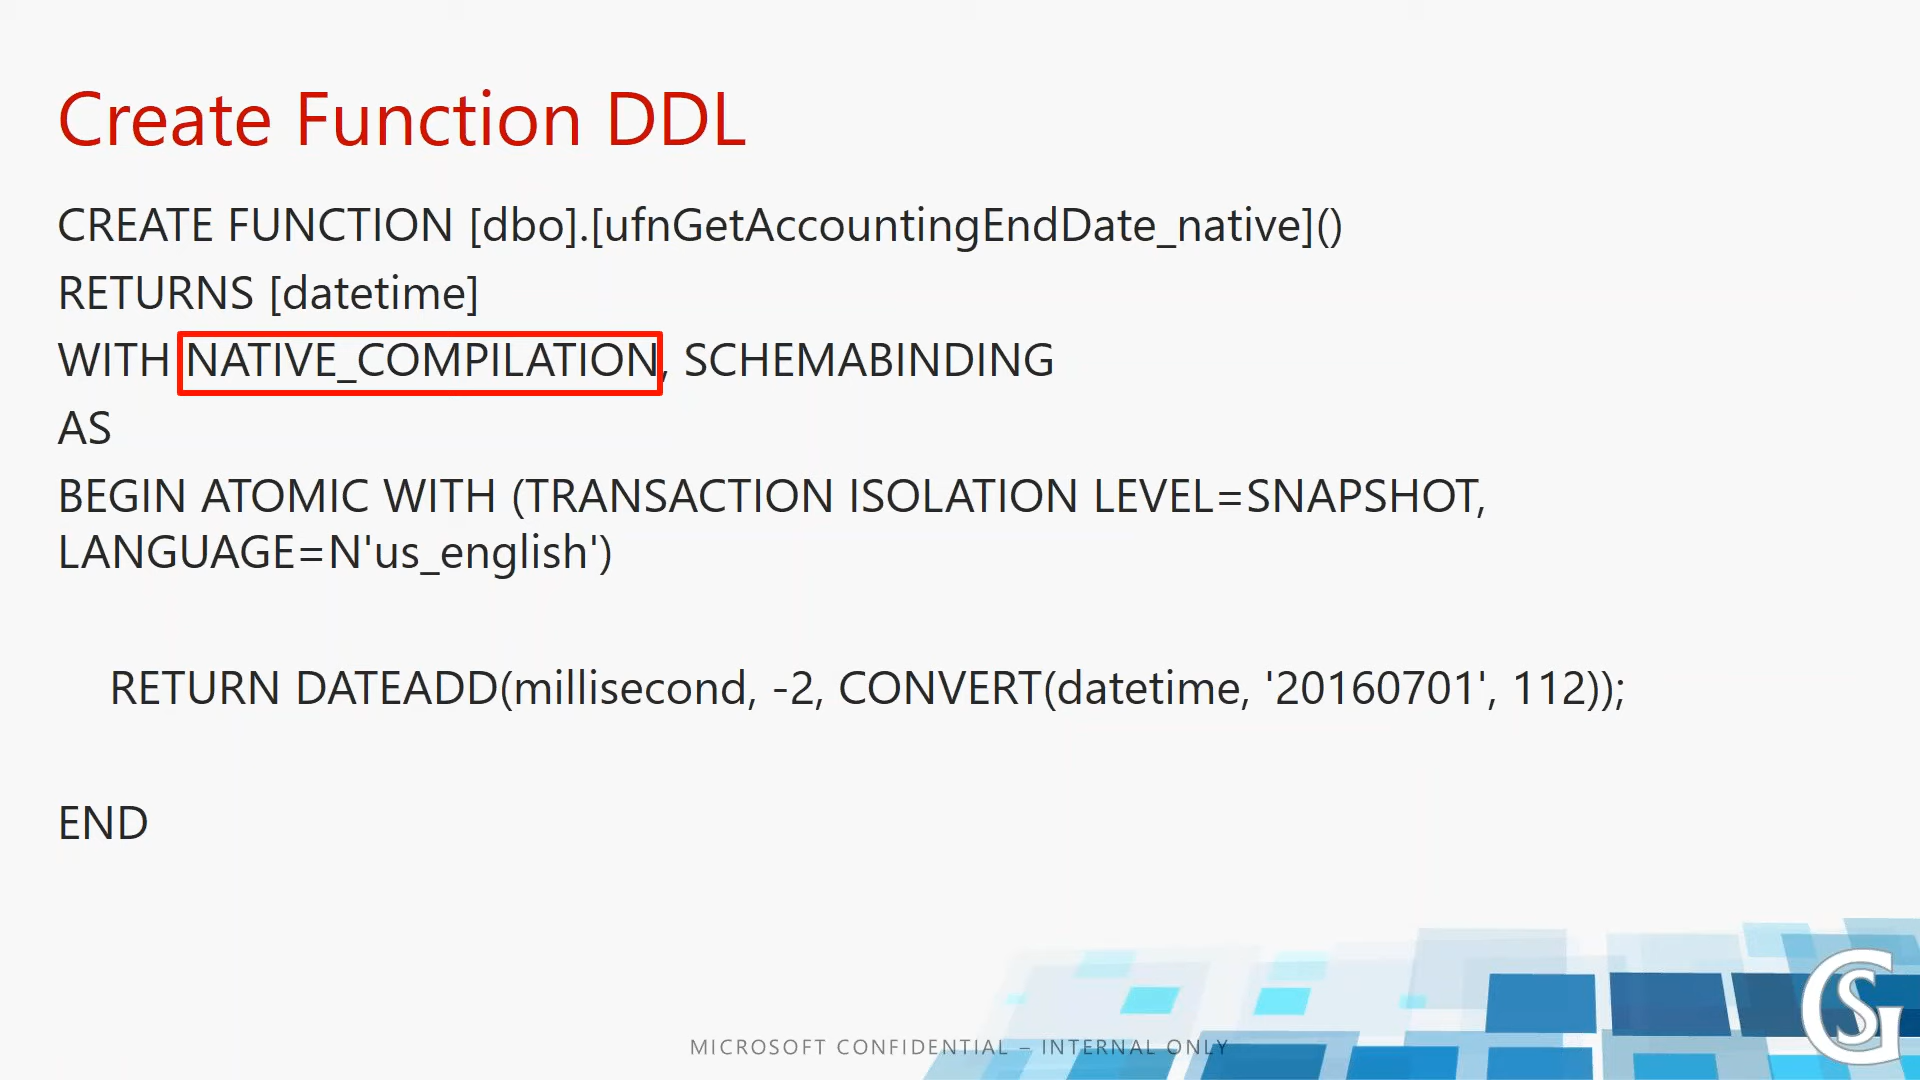 Create Function DDL
CREATE FUNCTION [dbo].[ufnGetAccountingEndDate_native]()
RETURNS [datetime]
WITH NATIVE_COMPILATION, SCHEMABINDING
AS
BEGIN ATOMIC WITH (TRANSACTION ISOLATION LEVEL=SNAPSHOT,
LANGUAGE=N'us_english')
RETURN DATEADD(millisecond, -2, CONVERT(datetime, '20160701', 112));
END
MICROSOFT CONFIDENTIAL – INTERNAL ONLY
GS